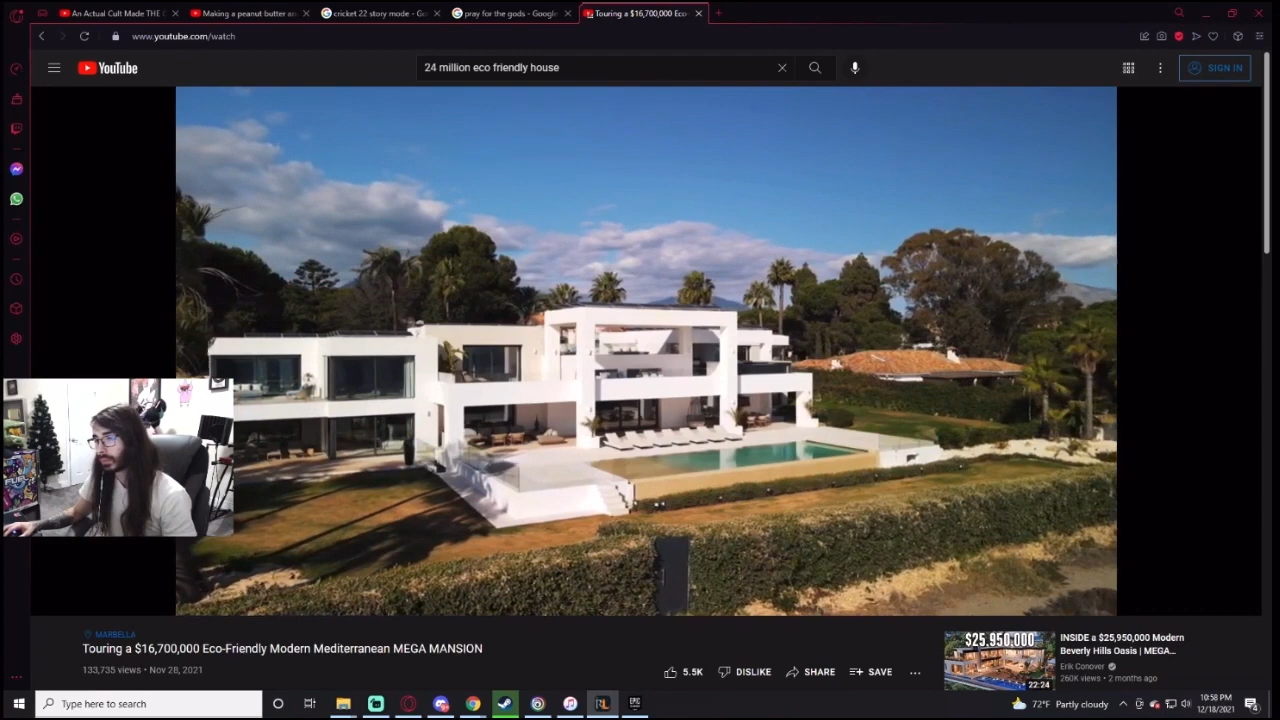 An Actual Cult Made THE C
Making a peanut butter an
cricket 22 story mode - Go
pray for the gods - Google
Touring a $16,700,000 Eco-
www.youtube.com/watch
YouTube
24 million eco friendly house
SIGN IN
FUEL
MARBELLA
Touring a $16,700,000 Eco-Friendly Modern Mediterranean MEGA MANSION
133,735 views • Nov 28, 2021
5.5K
DISLIKE
SHARE
SAVE
$25,950,000
22:24
INSIDE a $25,950,000 Modern
Beverly Hills Oasis | MEGA...
Erik Conover
260K views • 2 months ago
Type here to search
RL
EPIC
72°F Partly cloudy
10:58 PM
12/18/2021